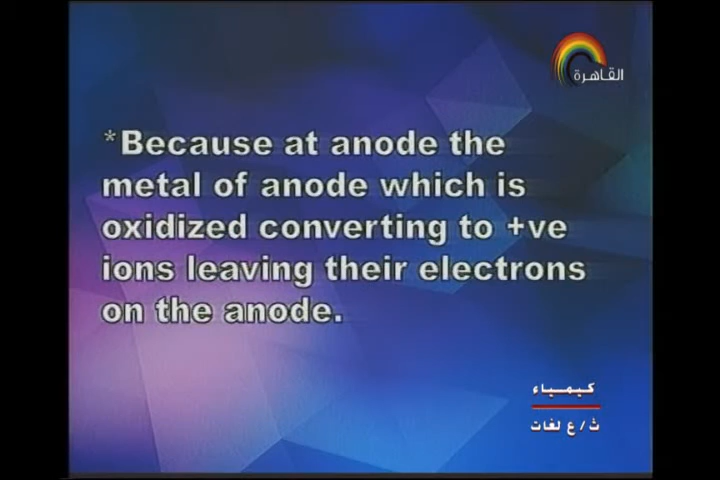 القاهرة
*Because at anode the
metal of anode which is
oxidized converting to +ve
ions leaving their electrons
on the anode.
كيمياء
ث/ع لغات